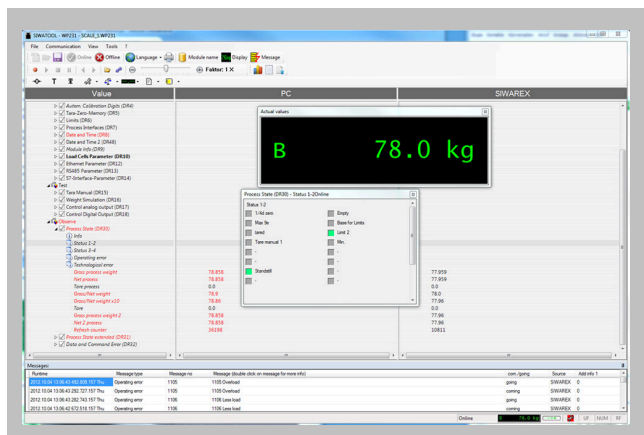 SIWATOOL - WP231 - SCALE_S.WP231
File Communication View Tools ?
Online Offline Language Module name Display Message
Faktor: 1 X
Value PC SIWAREX
Autom. Calibration Digits (DR4)
Tara-Zero-Memory (DR5)
Limits (DR6)
Process Interfaces (DR7)
Date and Time (DR8)
Date and Time 2 (DR48)
Module Info (DR9)
Load Cells Parameter (DR10)
Ethernet Parameter (DR12)
RS485 Parameter (DR13)
S7-Interface-Parameter (DR14)
Test
Tara Manual (DR15)
Weight Simulation (DR16)
Control analog output (DR17)
Control Digital Output (DR18)
Observe
Process State (DR30)
Info
Status 1-2
Status 3-4
Operating error
Technological error
Gross process weight 78.858 77.959
Net process 78.858 77.959
Tare process 0.0 0.0
Gross/Net weight 78.9 78.0
Gross/Net weight x10 78.86 77.96
Tare 0.0 0.0
Gross process weight 2 78.858 77.96
Net 2 process 78.858 77.96
Refresh counter 36198 10811
Process State extended (DR31)
Data and Command Error (DR32)
Actual values
B 78.0 kg
Process State (DR30) - Status 1-2Online
Status 1-2
1/4d zero Empty
Max 9e Base for Limits
tared Limit 2
Tare manual 1 Min.
- -
- -
Standstill -
- -
Messages:
Runtime Message type Message no Message (double click on message for more info) com./going Source Add info 1
2012.10.04 13.06.43 492.809.157 Thu Operating error 1105 1105 Overload going SIWAREX 0
2012.10.04 13.06.43 292.727.157 Thu Operating error 1105 1105 Overload coming SIWAREX 0
2012.10.04 13.06.43 282.743.157 Thu Operating error 1106 1106 Less load going SIWAREX 0
2012.10.04 13.06.42 672.518.157 Thu Operating error 1106 1106 Less load coming SIWAREX 0
Online B 78.0 kg UF NUM RF